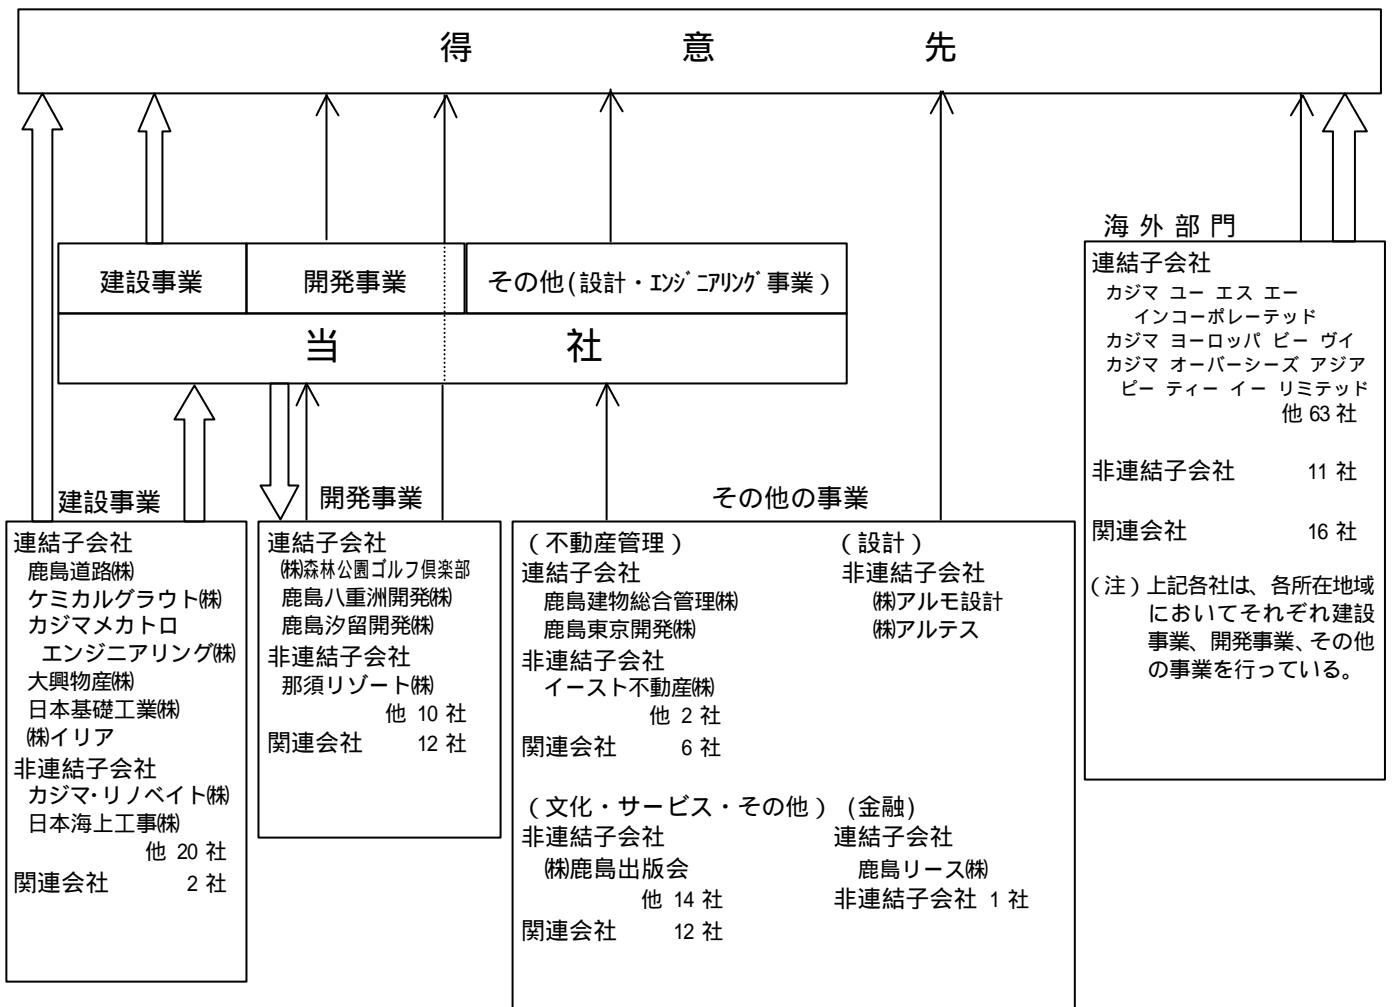 得意先
建設事業
開発事業
その他(設計・ｴﾝｼﾞﾆｱﾘﾝｸﾞ事業)
当社
建設事業
連結子会社
鹿島道路㈱
ケミカルグラウト㈱
カジマメカトロ
エンジニアリング㈱
大興物産㈱
日本基礎工業㈱
㈱イリア
非連結子会社
カジマ･リノベイト㈱
日本海上工事㈱
他 20 社
関連会社 2 社
開発事業
連結子会社
㈱森林公園ゴルフ倶楽部
鹿島八重洲開発㈱
鹿島汐留開発㈱
非連結子会社
那須リゾート㈱
他 10 社
関連会社 12 社
その他の事業
(不動産管理)
連結子会社
鹿島建物総合管理㈱
鹿島東京開発㈱
非連結子会社
イースト不動産㈱
他 2 社
関連会社 6 社
(設計)
非連結子会社
㈱アルモ設計
㈱アルテス
(文化・サービス・その他)
非連結子会社
㈱鹿島出版会
他 14 社
関連会社 12 社
(金融)
連結子会社
鹿島リース㈱
非連結子会社 1 社
海外部門
連結子会社
カジマ ユー エス エー
インコーポレーテッド
カジマ ヨーロッパ ビー ヴイ
カジマ オーバーシーズ アジア
ピー ティー イー リミテッド
他 63 社
非連結子会社 11 社
関連会社 16 社
(注)上記各社は、各所在地域
においてそれぞれ建設
事業、開発事業、その他
の事業を行っている。